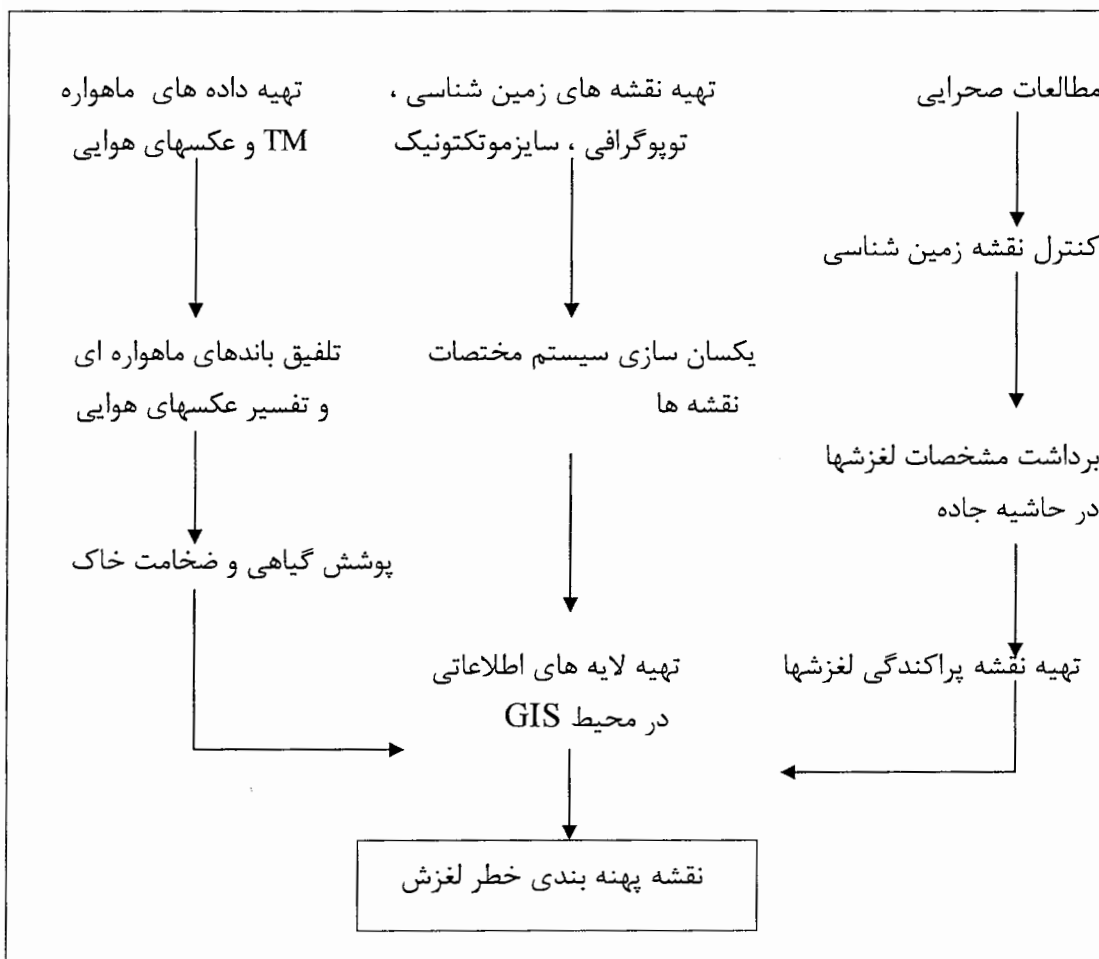 مطالعات صحرایی
کنترل نقشه زمین شناسی
برداشت مشخصات لغزشها
در حاشیه جاده
تهیه نقشه پراکندگی لغزشها
تهیه نقشه های زمین شناسی ،
توپوگرافی ، سایزموتکتونیک
یکسان سازی سیستم مختصات
نقشه ها
تهیه لایه های اطلاعاتی
در محیط GIS
تهیه داده های ماهواره
TM و عکسهای هوایی
تلفیق باندهای ماهواره ای
و تفسیر عکسهای هوایی
پوشش گیاهی و ضخامت خاک
نقشه پهنه بندی خطر لغزش